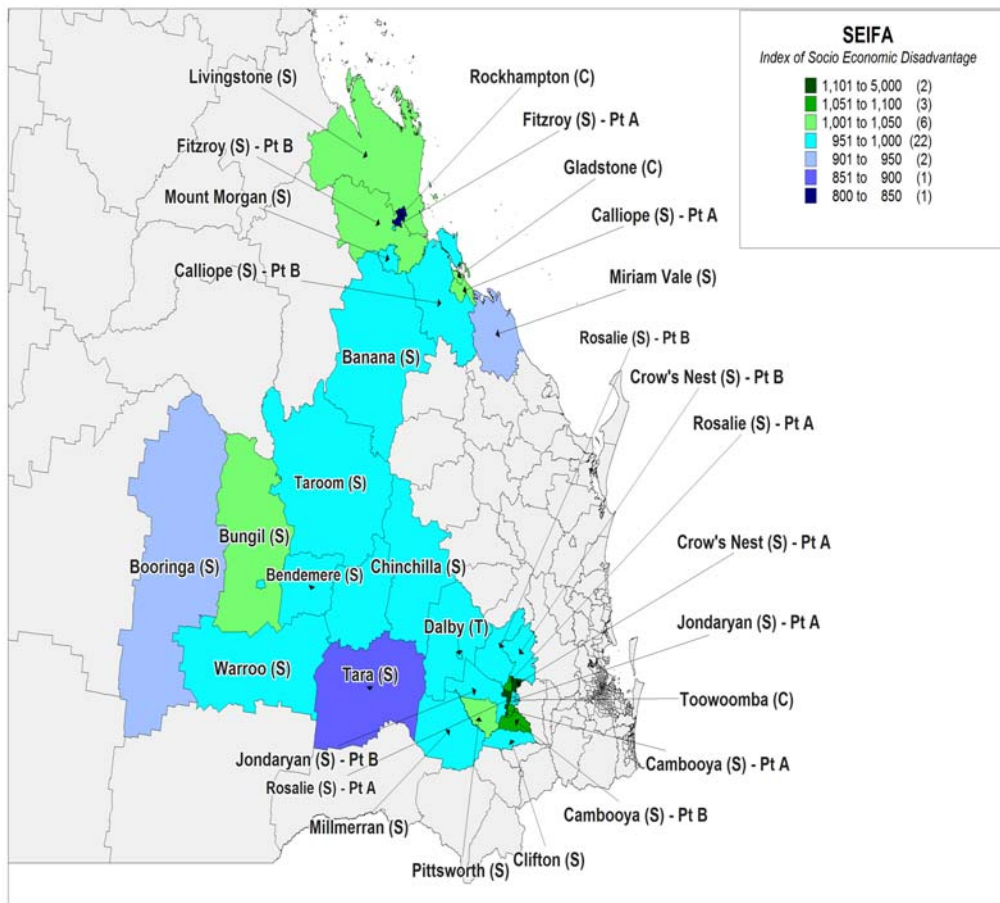 SEIFA
Index of Socio Economic Disadvantage
1,101 to 5,000 (2)
1,051 to 1,100 (3)
1,001 to 1,050 (6)
951 to 1,000 (22)
901 to 950 (2)
851 to 900 (1)
800 to 850 (1)
Livingstone (S)
Rockhampton (C)
Fitzroy (S) - Pt A
Fitzroy (S) - Pt B
Gladstone (C)
Mount Morgan (S)
Calliope (S) - Pt A
Calliope (S) - Pt B
Miriam Vale (S)
Rosalie (S) - Pt B
Banana (S)
Crow's Nest (S) - Pt B
Rosalie (S) - Pt A
Taroom (S)
Bungil (S)
Crow's Nest (S) - Pt A
Booringa (S)
Bendemere (S)
Chinchilla (S)
Jondaryan (S) - Pt A
Dalby (T)
Warroo (S)
Tara (S)
Toowoomba (C)
Jondaryan (S) - Pt B
Cambooya (S) - Pt A
Rosalie (S) - Pt A
Cambooya (S) - Pt B
Millmerran (S)
Clifton (S)
Pittsworth (S)